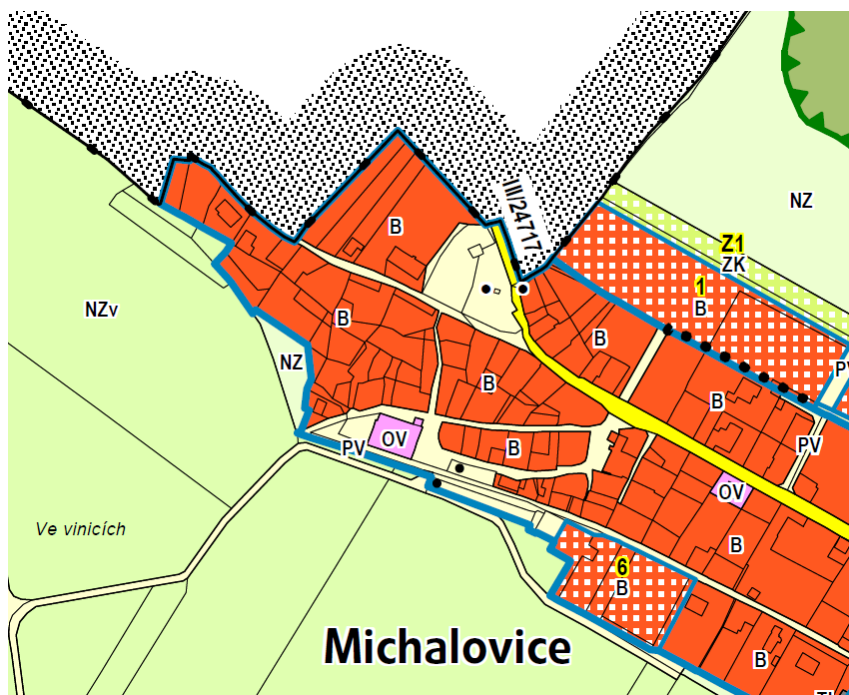 III/24717
NZ
B
Z1
ZK
1
B
NZv
B
B
NZ
B
PV
B
OV
B
PV
PV
OV
Ve vinicích
B
6
B
Michalovice
B